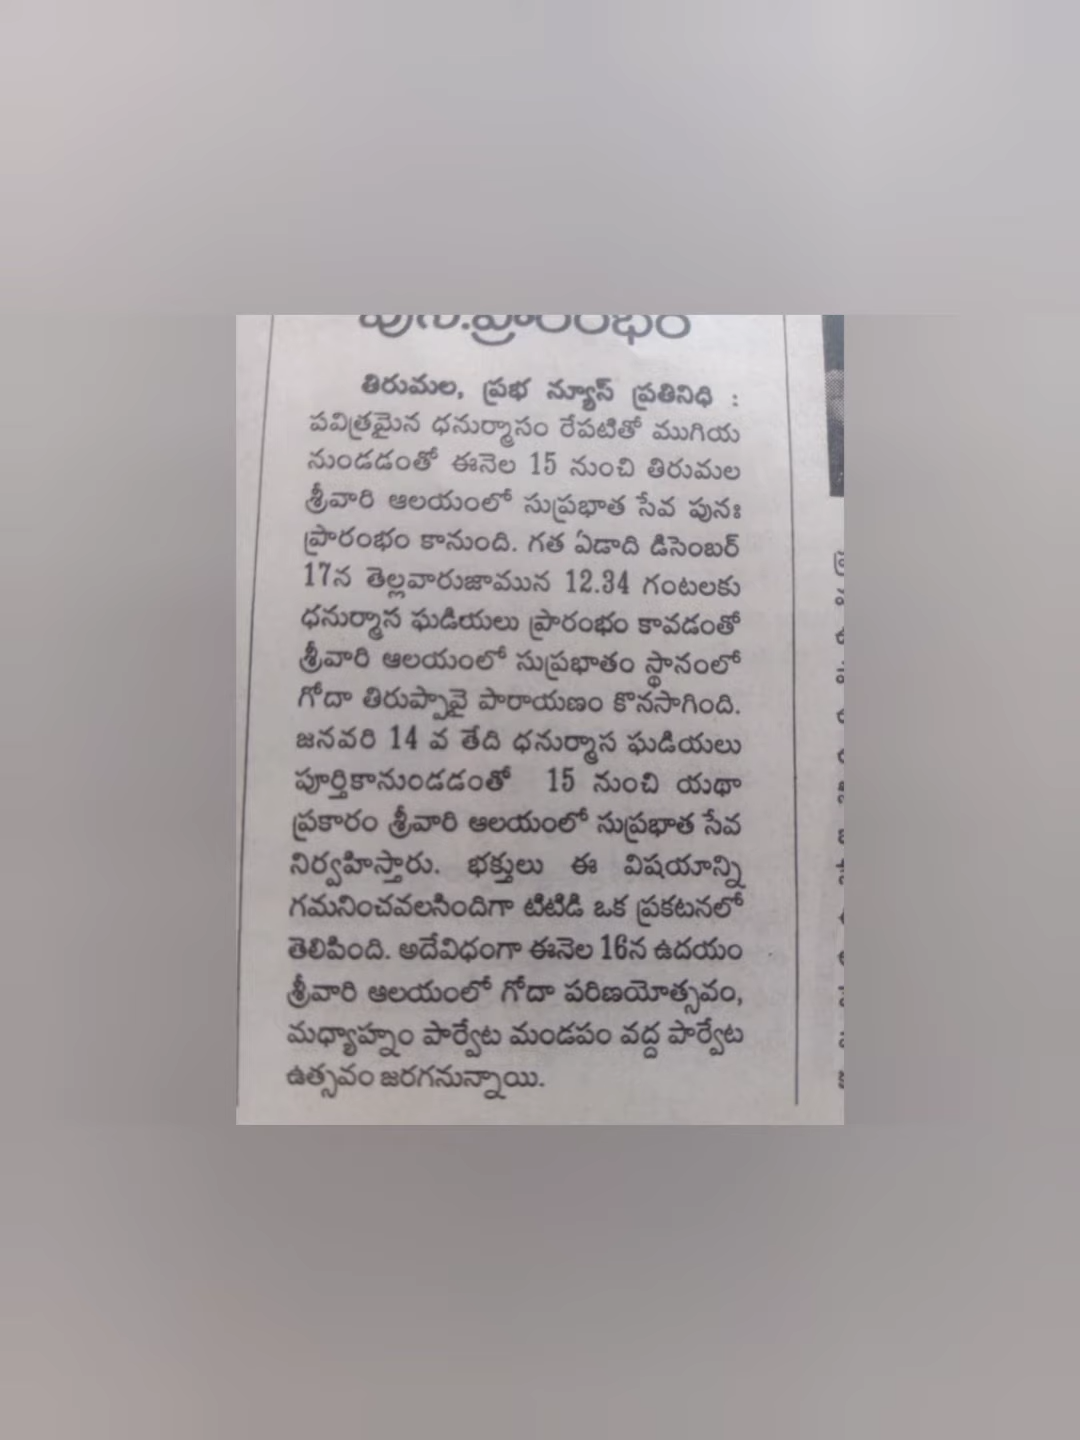 పున:ప్రారంభం
తిరుమల, ప్రభ న్యూస్ ప్రతినిధి :
పవిత్రమైన ధనుర్మాసం రేపటితో ముగియ
నుండడంతో ఈనెల 15 నుంచి తిరుమల
శ్రీవారి ఆలయంలో సుప్రభాత సేవ పునః
ప్రారంభం కానుంది. గత ఏడాది డిసెంబర్
17న తెల్లవారుజామున 12.34 గంటలకు
ధనుర్మాస ఘడియలు ప్రారంభం కావడంతో
శ్రీవారి ఆలయంలో సుప్రభాతం స్థానంలో
గోదా తిరుప్పావై పారాయణం కొనసాగింది.
జనవరి 14 వ తేది ధనుర్మాస ఘడియలు
పూర్తికానుండడంతో 15 నుంచి యథా
ప్రకారం శ్రీవారి ఆలయంలో సుప్రభాత సేవ
నిర్వహిస్తారు. భక్తులు ఈ విషయాన్ని
గమనించవలసిందిగా టిటిడి ఒక ప్రకటనలో
తెలిపింది. అదేవిధంగా ఈనెల 16న ఉదయం
శ్రీవారి ఆలయంలో గోదా పరిణయోత్సవం,
మధ్యాహ్నం పార్వేట మండపం వద్ద పార్వేట
ఉత్సవం జరగనున్నాయి.